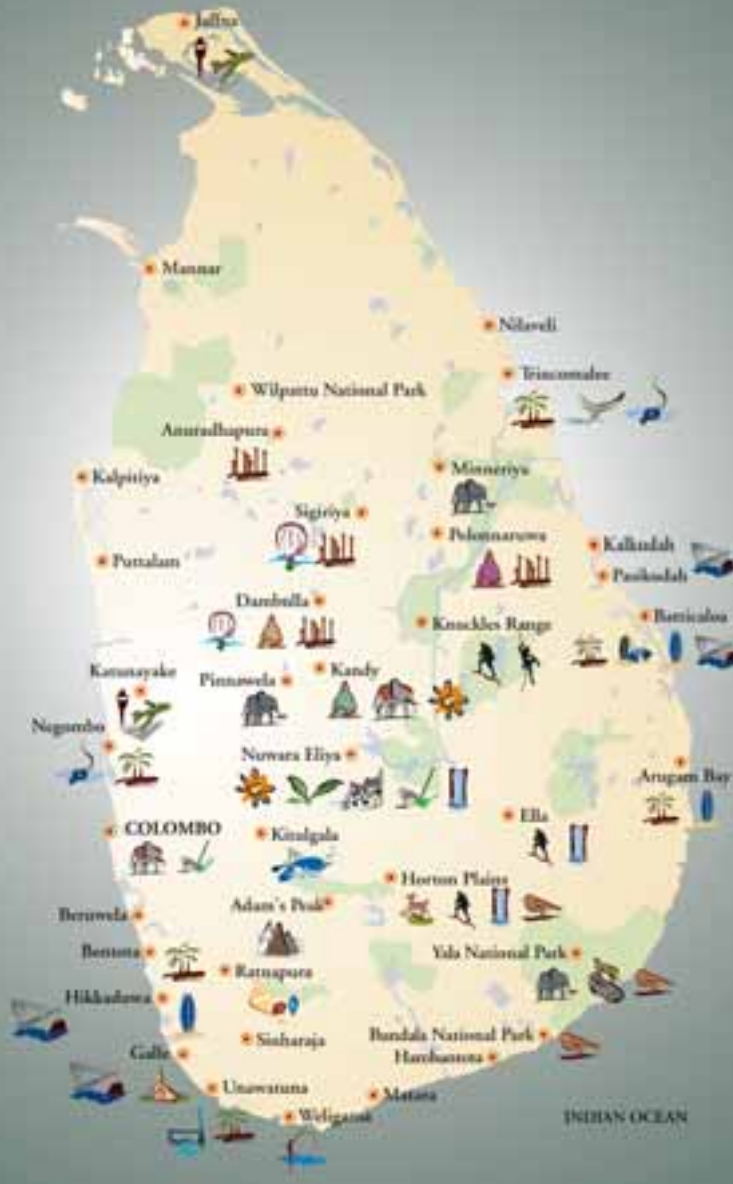 Jaffna
Mannar
Nilaveli
Trincomalee
Wilpattu National Park
Anuradhapura
Minneriya
Kalpitiya
Sigiriya
Polonnaruwa
Kalkudah
Puttalam
Pasikudah
Dambulla
Batticaloa
Knuckles Range
Katunayake
Kandy
Pinnawela
Negombo
Nuwara Eliya
Arugam Bay
Ella
COLOMBO
Kitulgala
Horton Plains
Adam's Peak
Beruwela
Bentota
Yala National Park
Ratnapura
Hikkaduwa
Bundala National Park
Sinharaja
Galle
Hambantota
Unawatuna
Matara
Weligama
INDIAN OCEAN